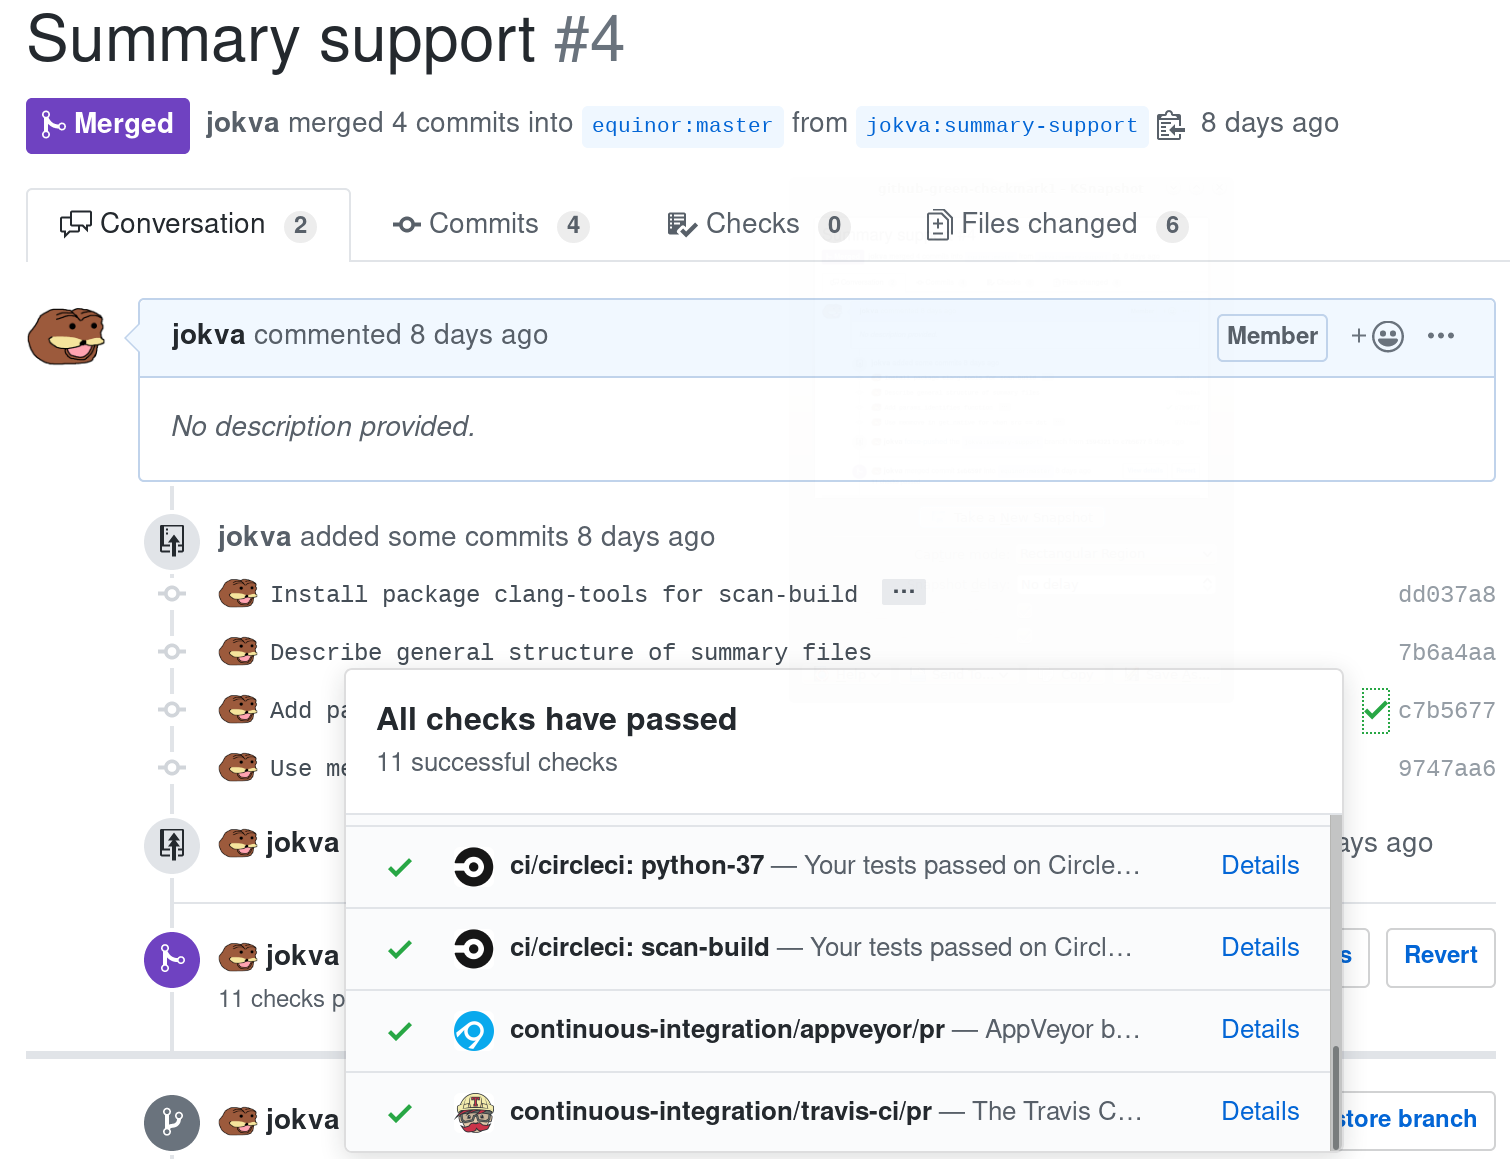 Summary support #4
Merged jokva merged 4 commits into equinor:master from jokva:summary-support 8 days ago
Conversation 2 Commits 4 Checks 0 Files changed 6
jokva commented 8 days ago Member
No description provided.
jokva added some commits 8 days ago
Install package clang-tools for scan-build ... dd037a8
Describe general structure of summary files 7b6a4aa
Add pa c7b5677
Use me 9747aa6
jokva ays ago
jokva s Revert
11 checks p
jokva store branch
All checks have passed
11 successful checks
ci/circleci: python-37 — Your tests passed on Circle... Details
ci/circleci: scan-build — Your tests passed on Circl... Details
continuous-integration/appveyor/pr — AppVeyor b... Details
continuous-integration/travis-ci/pr — The Travis C... Details